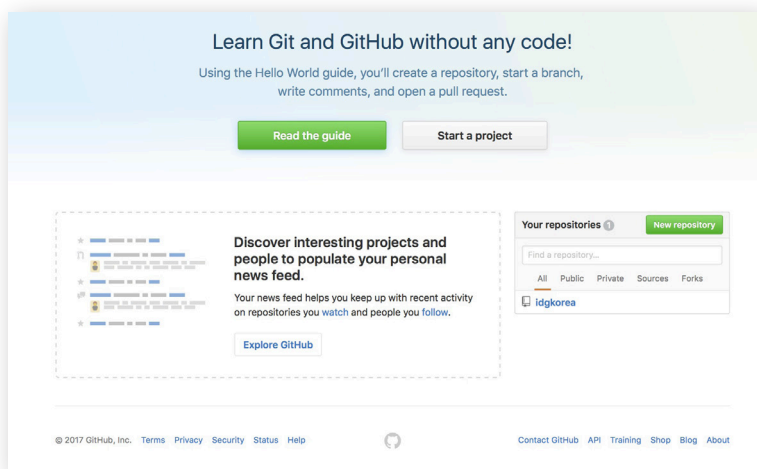 Learn Git and GitHub without any code!
Using the Hello World guide, you'll create a repository, start a branch,
write comments, and open a pull request.
Read the guide
Start a project
Discover interesting projects and
people to populate your personal
news feed.
Your news feed helps you keep up with recent activity
on repositories you watch and people you follow.
Explore GitHub
Your repositories 1
New repository
Find a repository...
All Public Private Sources Forks
idgkorea
© 2017 GitHub, Inc. Terms Privacy Security Status Help
Contact GitHub API Training Shop Blog About